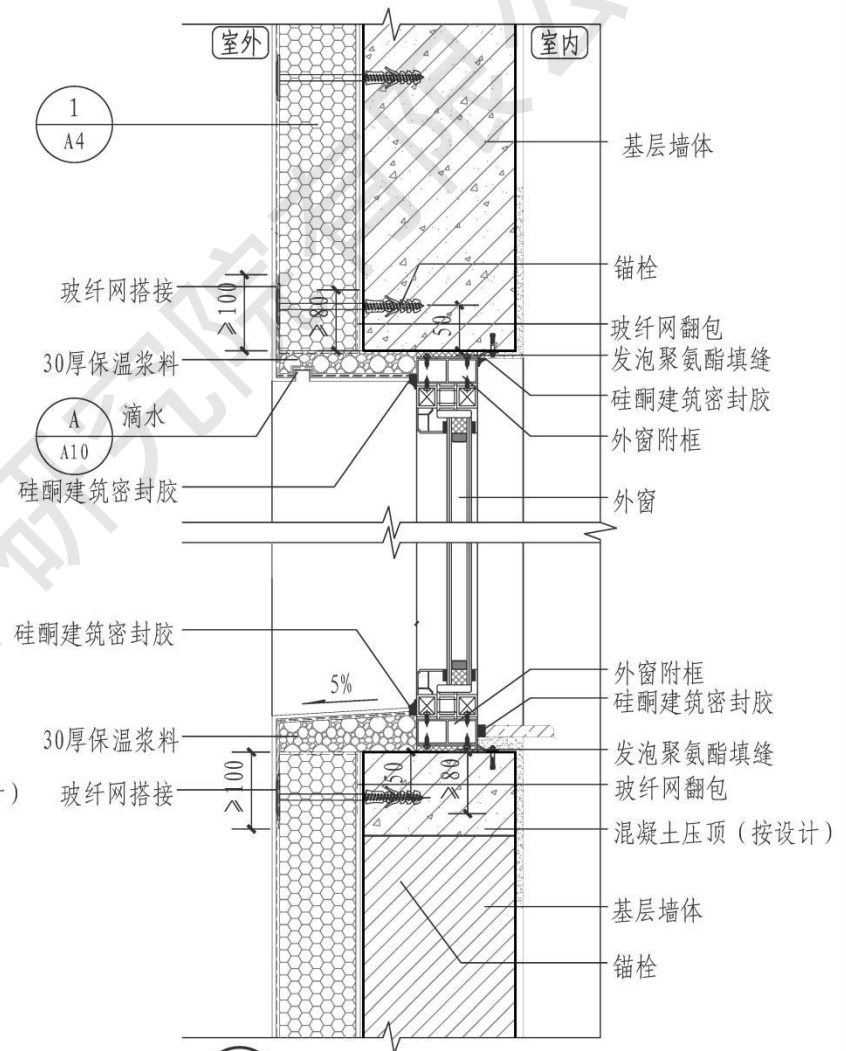 室外
室内
1
A4
基层墙体
锚栓
玻纤网搭接
≥100
≥80
50
玻纤网翻包
30厚保温浆料
发泡聚氨酯填缝
硅酮建筑密封胶
A
A10
滴水
外窗附框
硅酮建筑密封胶
外窗
硅酮建筑密封胶
5%
外窗附框
硅酮建筑密封胶
30厚保温浆料
发泡聚氨酯填缝
≥100
50
≥80
）
玻纤网搭接
玻纤网翻包
混凝土压顶（按设计）
基层墙体
锚栓
研究院有限公